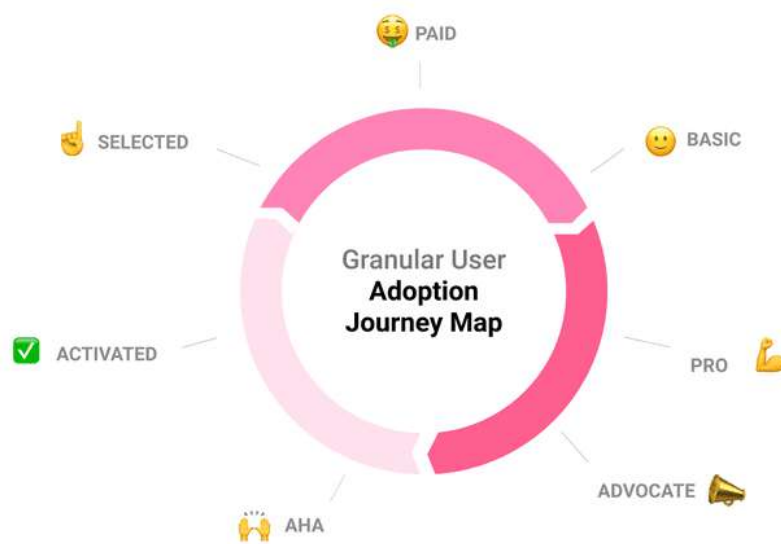 PAID
SELECTED
BASIC
Granular User
Adoption
Journey Map
ACTIVATED
PRO
ADVOCATE
AHA